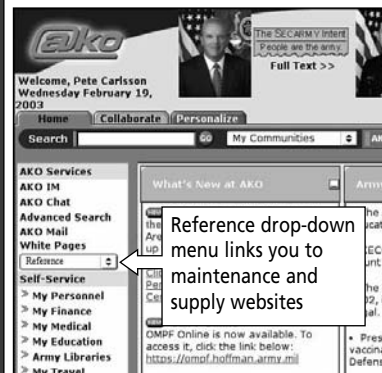 ako
The SECARMY Intent
People are the army.
Full Text >>
Welcome, Pete Carlsson
Wednesday February 19,
2003
Home Collaborate Personalize
Search GO My Communities
AKO Services
AKO IM
AKO Chat
Advanced Search
AKO Mail
White Pages
Reference
Self-Service
> My Personnel
> My Finance
> My Medical
> My Education
> Army Libraries
> My Travel
What's New at AKO
Reference drop-down
menu links you to
maintenance and
supply websites
OMPF Online is now available. To
access it, click the link below:
https://ompf.hoffman.army.mil